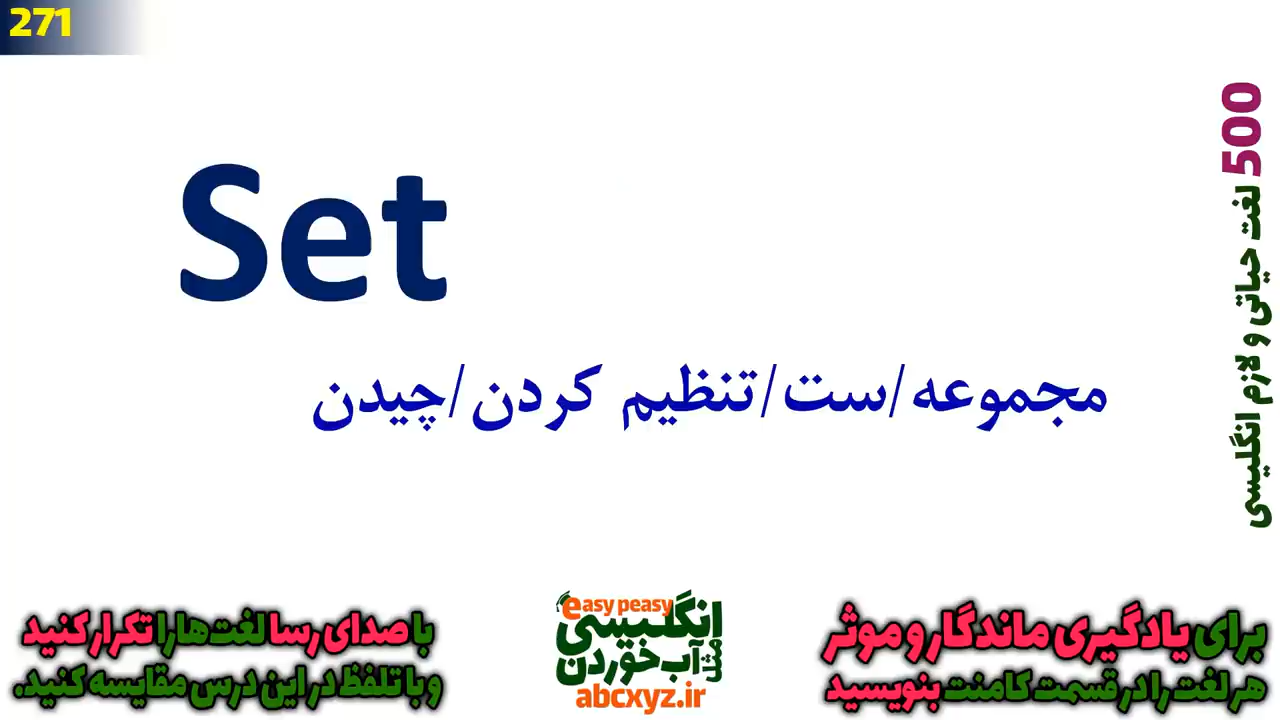 271
Set
مجموعه/ست/تنظیم کردن/چیدن
500 لغت حیاتی و لازم انگلیسی
برای یادگیری ماندگار و موثر
هر لغت را در قسمت کامنت بنویسید
easy peasy
انگلیسی
مثل
آب خوردن
abcxyz.ir
با صدای رسا لغت‌ها را تکرار کنید
و با تلفظ در این درس مقایسه کنید.